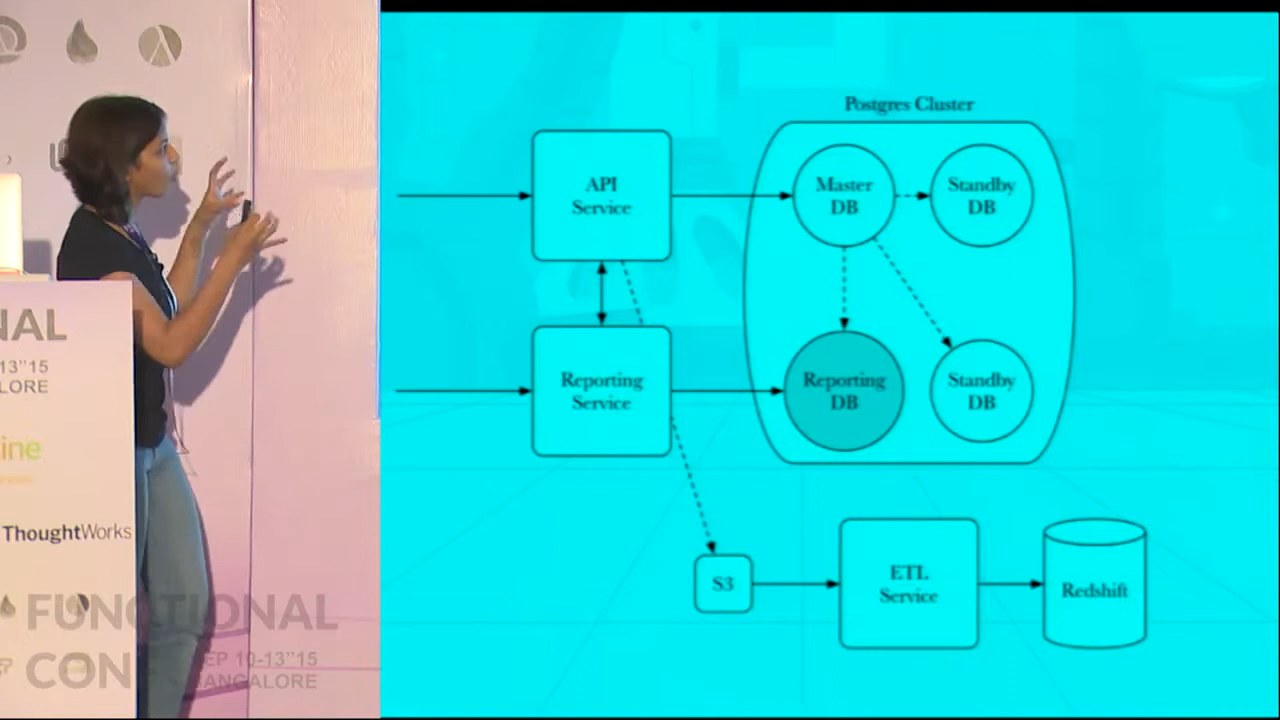 NAL
13"15
LORE
ine
ThoughtWorks
FUNCTIONAL
CONF
EP 10-13"15
BANGALORE
Postgres Cluster
API
Service
Master
DB
Standby
DB
Reporting
Service
Reporting
DB
Standby
DB
S3
ETL
Service
Redshift